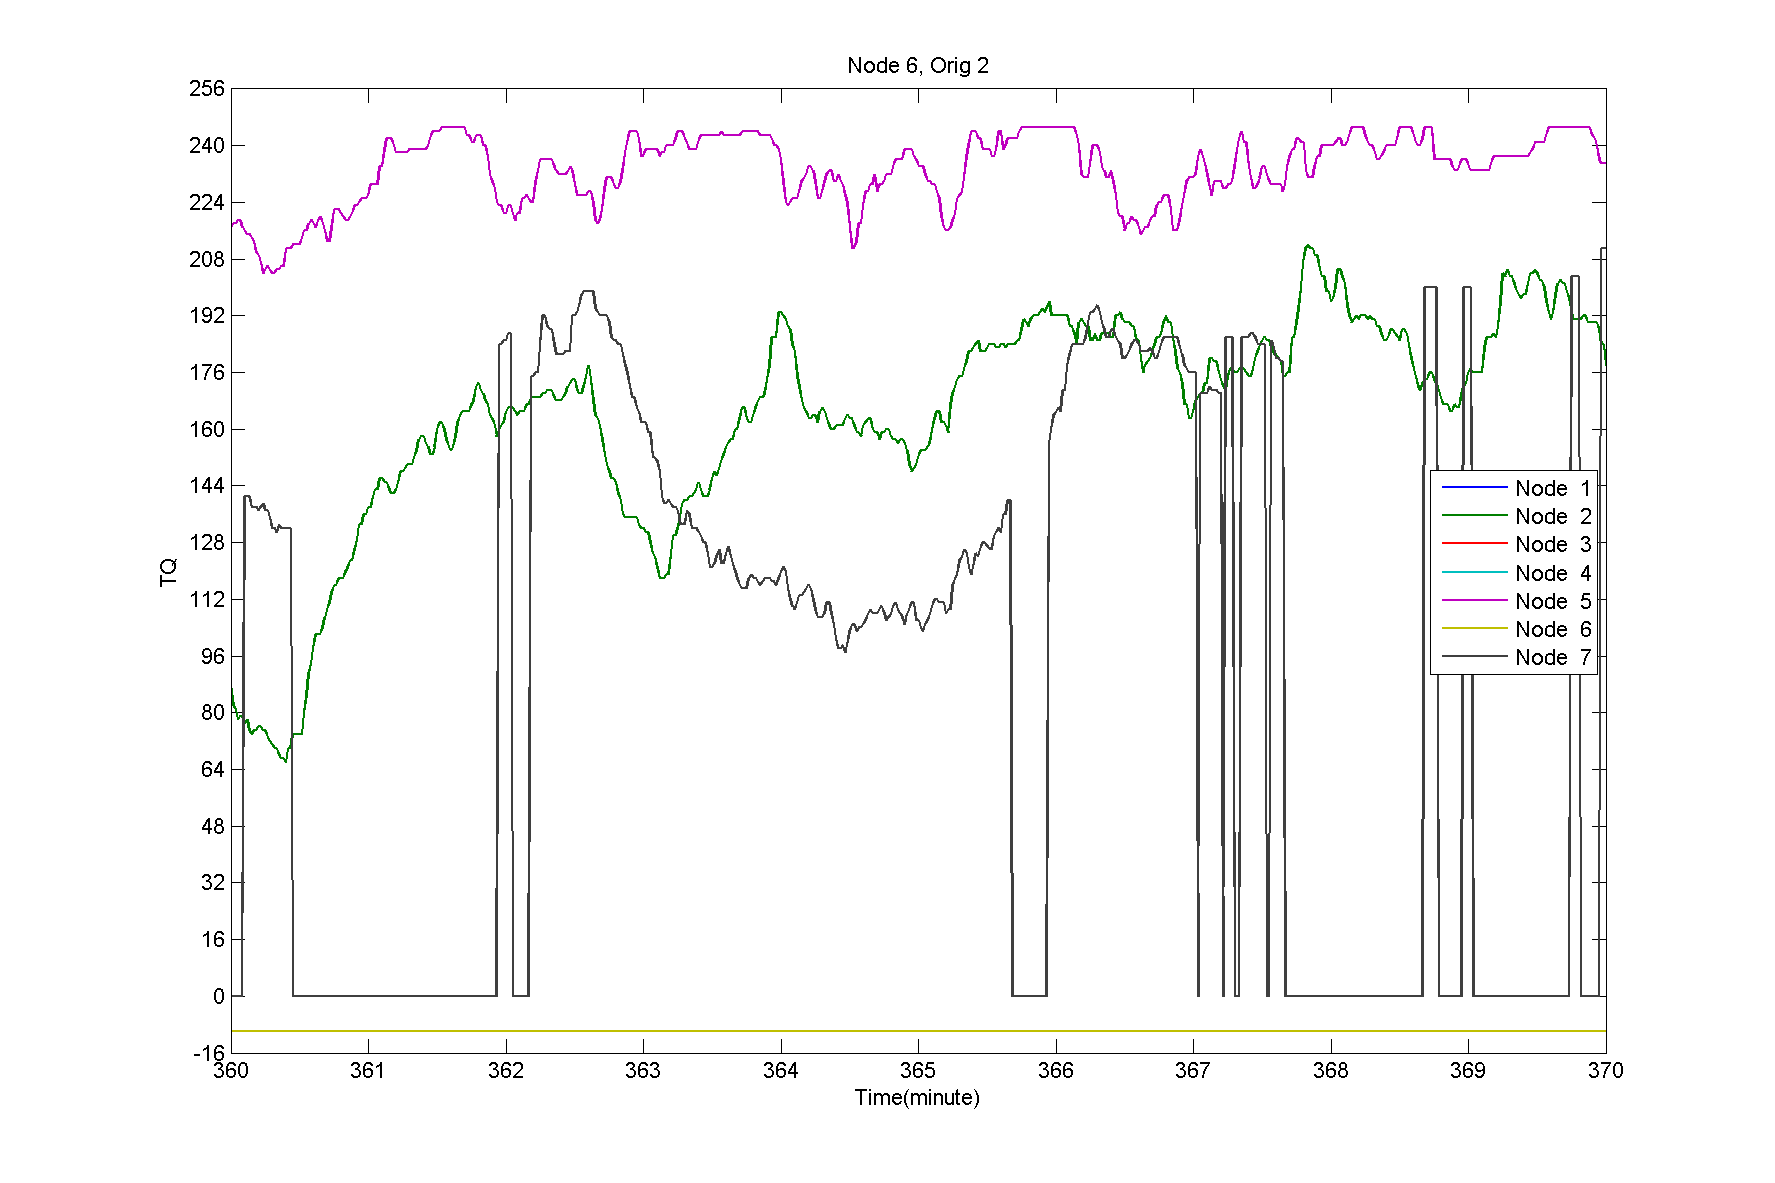 Node 6, Orig 2
256
240
224
208
192
176
160
144
128
112
96
80
64
48
32
16
0
-16
TQ
Node 1
Node 2
Node 3
Node 4
Node 5
Node 6
Node 7
360 361 362 363 364 365 366 367 368 369 370
Time(minute)